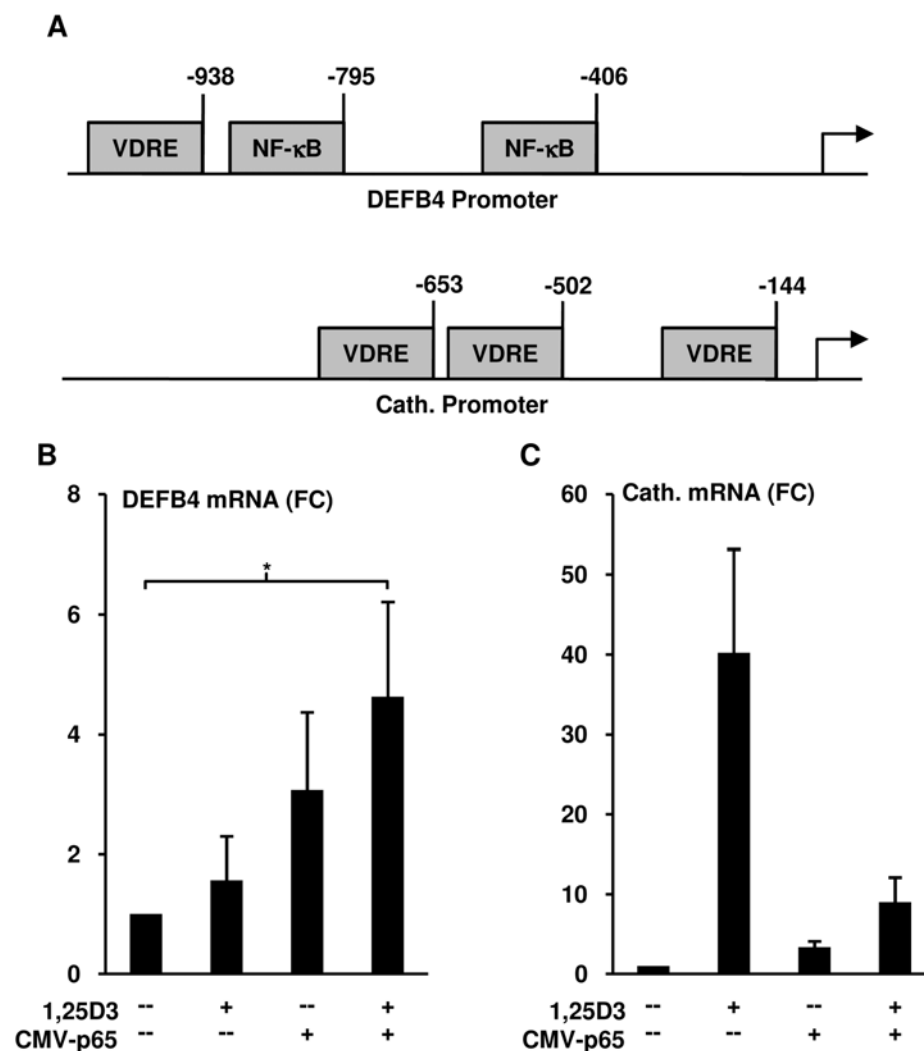 A
-938 -795 -406
VDRE NF-κB NF-κB
DEFB4 Promoter
-653 -502 -144
VDRE VDRE VDRE
Cath. Promoter
B
DEFB4 mRNA (FC)
8
6
4
2
0
*
1,25D3 -- + -- +
CMV-p65 -- -- + +
C
Cath. mRNA (FC)
60
50
40
30
20
10
0
1,25D3 -- + -- +
CMV-p65 -- -- + +